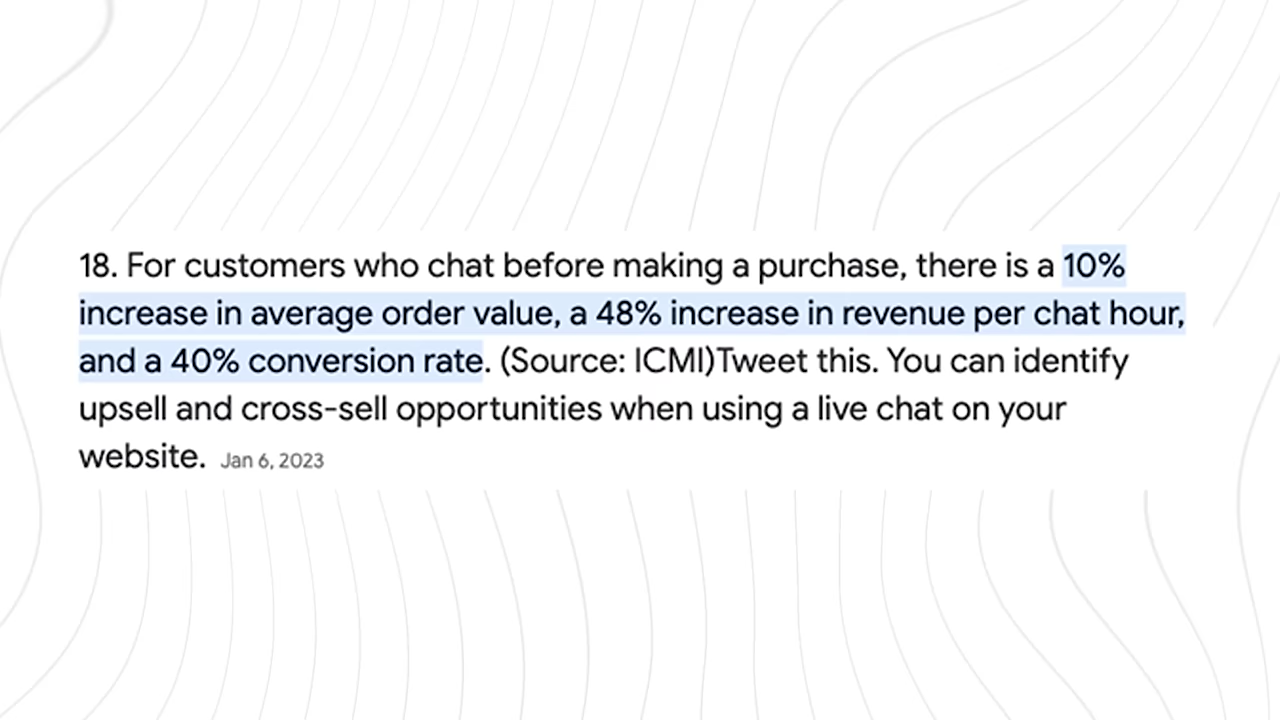 18. For customers who chat before making a purchase, there is a 10%
increase in average order value, a 48% increase in revenue per chat hour,
and a 40% conversion rate. (Source: ICMI)Tweet this. You can identify
upsell and cross-sell opportunities when using a live chat on your
website. Jan 6, 2023